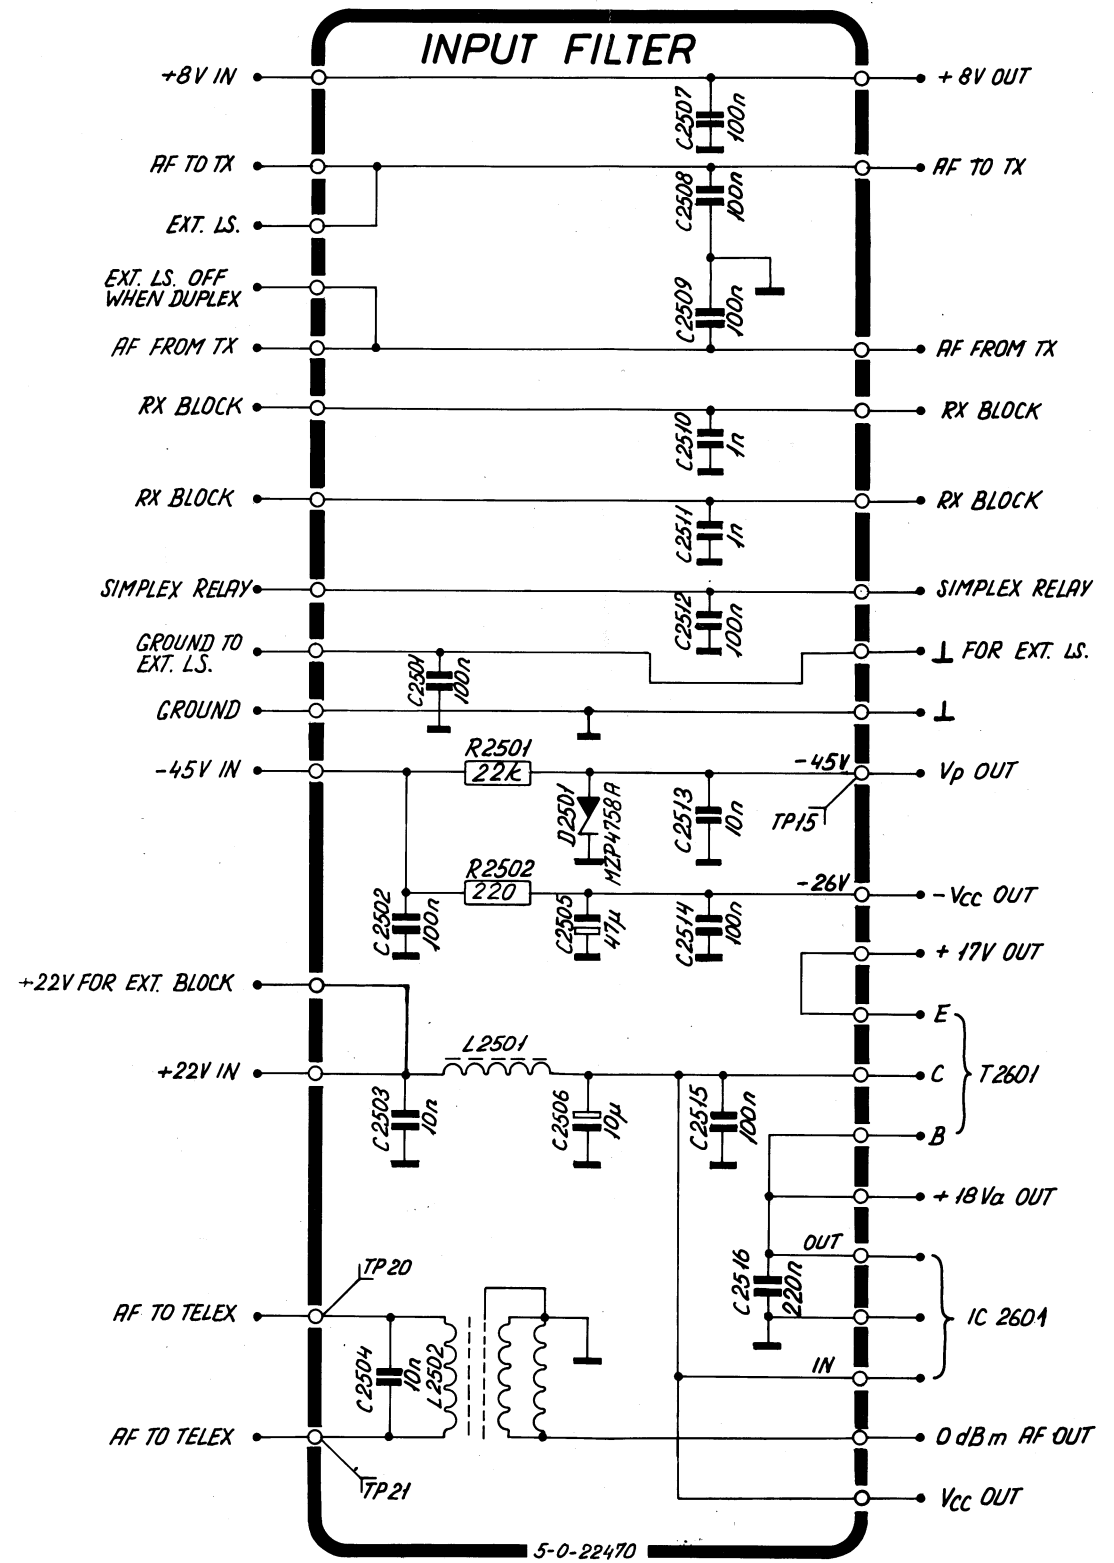 INPUT FILTER
+8V IN
+8V OUT
C2507
100n
AF TO TX
AF TO TX
C2508
100n
EXT. LS.
EXT. LS. OFF
WHEN DUPLEX
C2509
100n
AF FROM TX
AF FROM TX
RX BLOCK
RX BLOCK
C2510
1n
RX BLOCK
RX BLOCK
C2511
1n
SIMPLEX RELAY
SIMPLEX RELAY
C2512
100n
GROUND TO
EXT. LS.
⊥ FOR EXT. LS.
C2501
100n
GROUND
⊥
-45V IN
R2501
22k
-45V
Vp OUT
TP15
D2501
MZP4758A
C2513
10n
R2502
220
-26V
-Vcc OUT
C2502
100n
C2505
47µ
C2514
100n
+17V OUT
+22V FOR EXT. BLOCK
E
L2501
+22V IN
C
T2601
C2503
10n
C2506
10µ
C2515
100n
B
+18Va OUT
OUT
C2516
220n
TP20
AF TO TELEX
IC 2601
C2504
10n
L2502
IN
AF TO TELEX
0 dBm AF OUT
TP21
Vcc OUT
5-0-22470